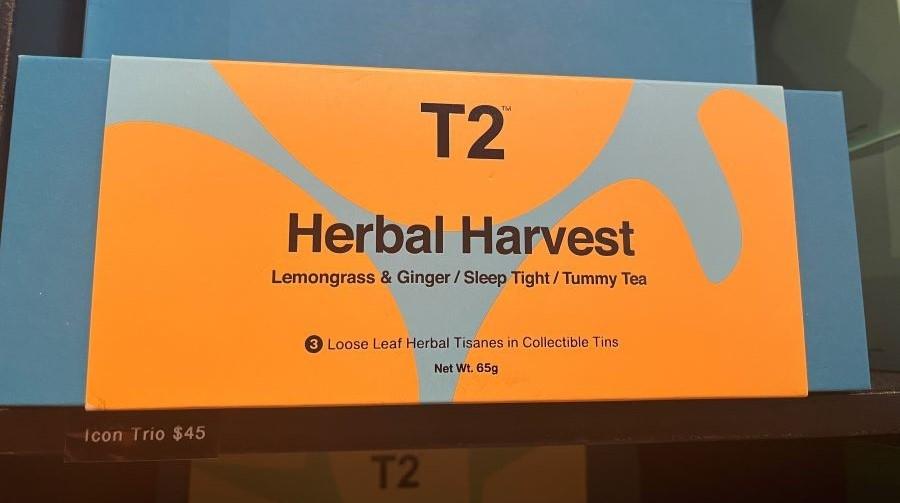 T2™
Herbal Harvest
Lemongrass & Ginger / Sleep Tight / Tummy Tea
3 Loose Leaf Herbal Tisanes in Collectible Tins
Net Wt. 65g
Icon Trio $45
T2